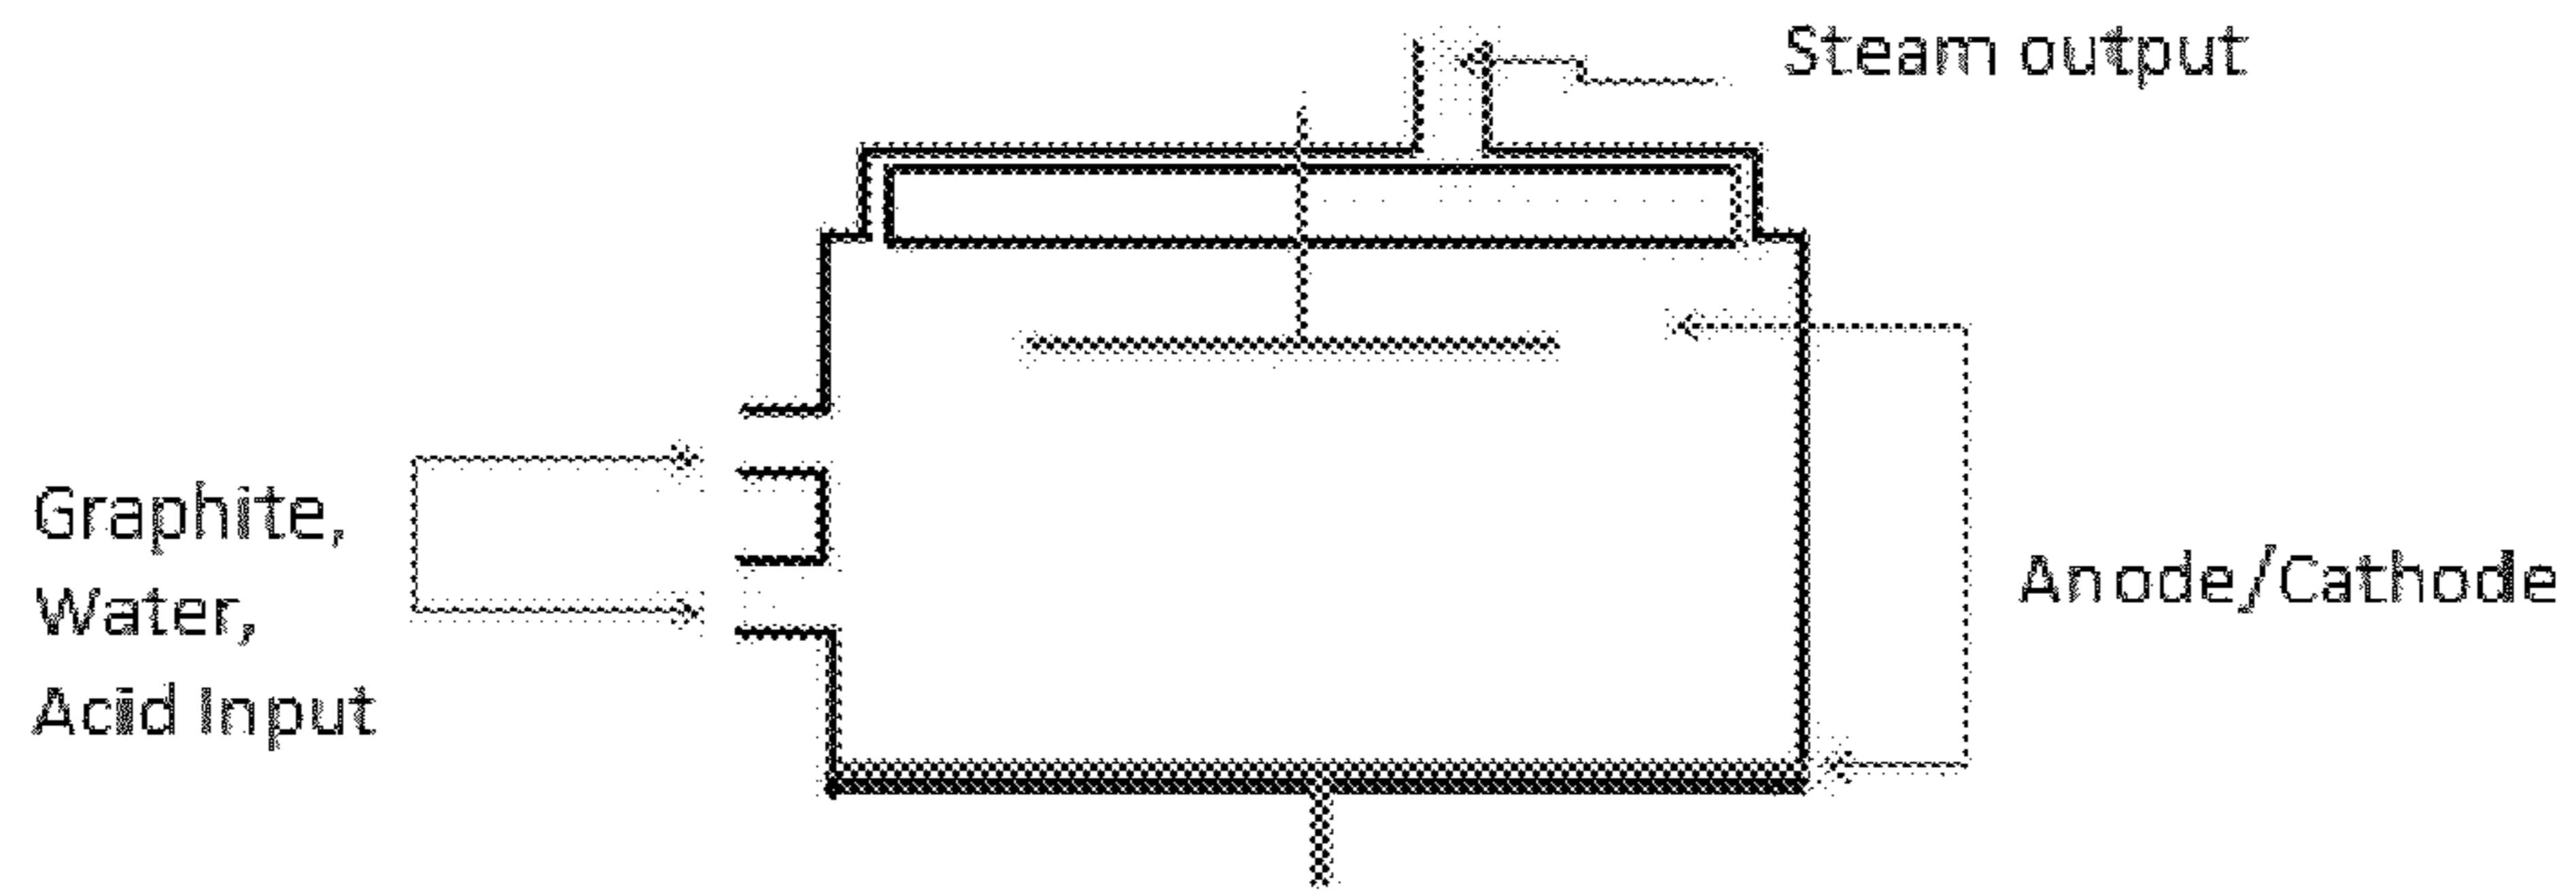 Steam output
Graphite,
Water,
Acid Input
Anode/Cathode